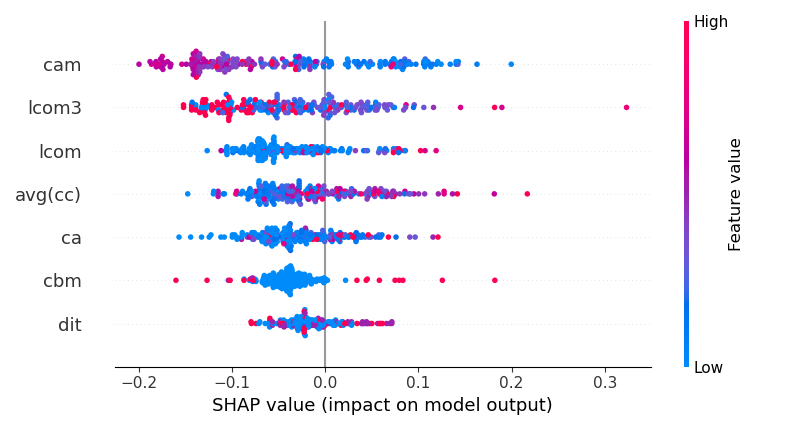 High
cam
lcom3
lcom
avg(cc)
ca
cbm
dit
Feature value
Low
−0.2 −0.1 0.0 0.1 0.2 0.3
SHAP value (impact on model output)